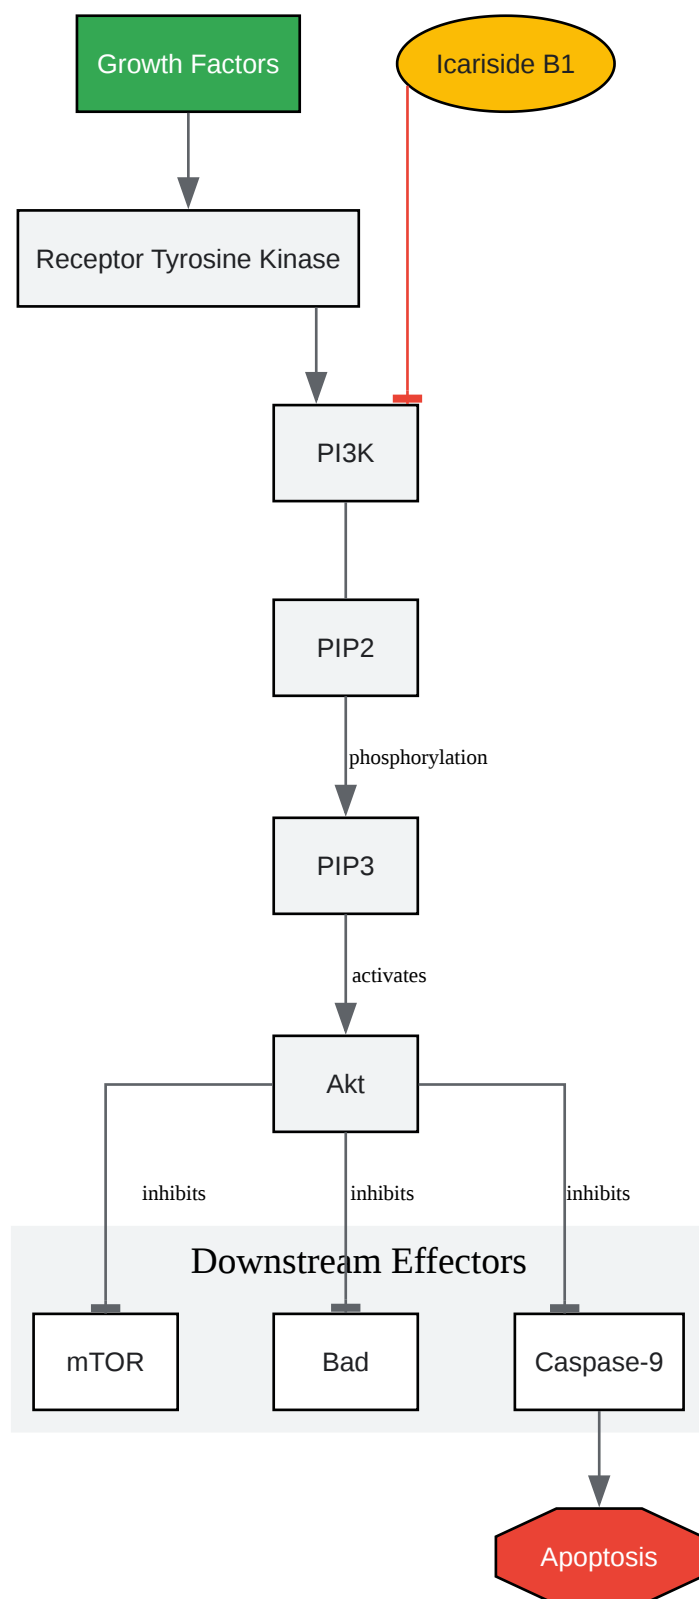 Growth Factors
Icariside B1
Receptor Tyrosine Kinase
PI3K
PIP2
phosphorylation
PIP3
activates
Akt
inhibits
inhibits
inhibits
Downstream Effectors
mTOR
Bad
Caspase-9
Apoptosis